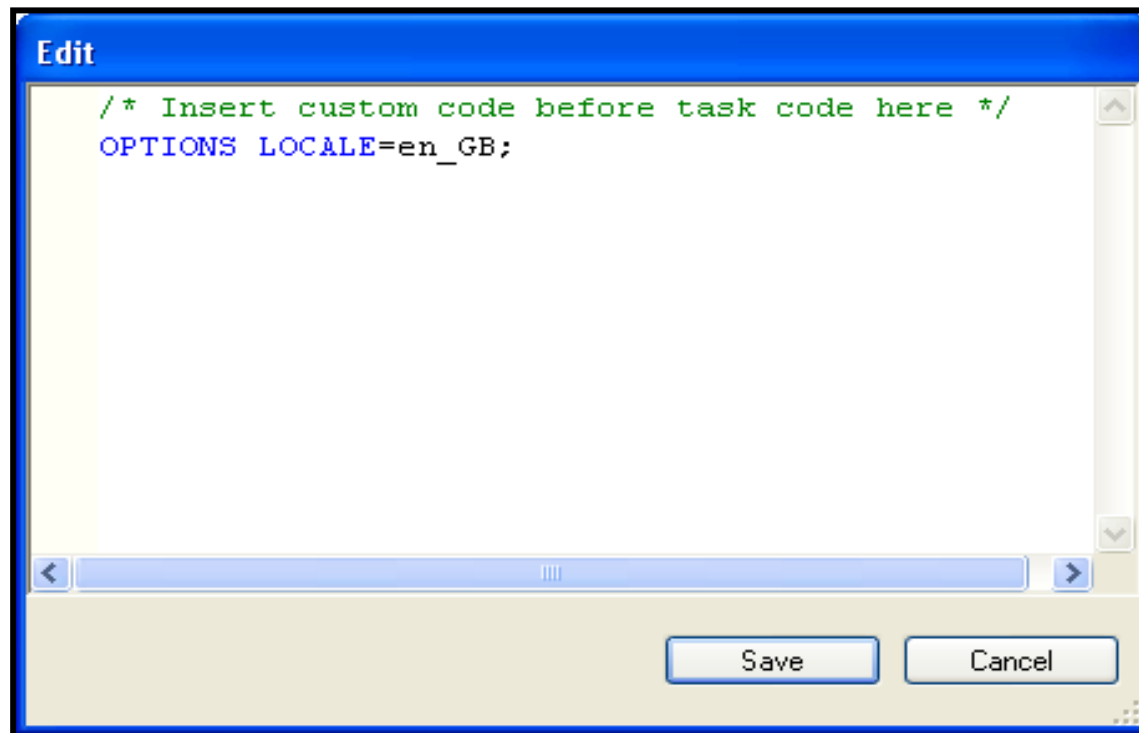 Edit
/* Insert custom code before task code here */
OPTIONS LOCALE=en_GB;
Save
Cancel